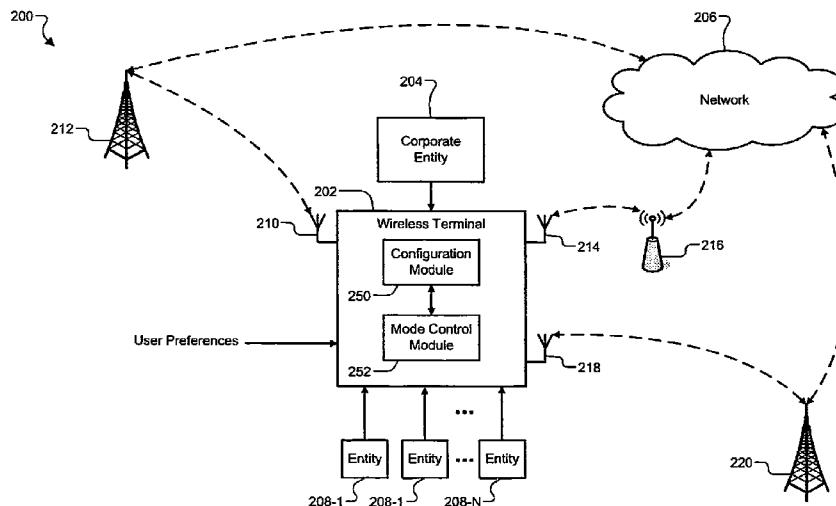 200
206
204
Network
212
Corporate
Entity
202
210
Wireless Terminal
214
216
Configuration
Module
250
User Preferences
Mode Control
Module
252
218
...
Entity
Entity
...
Entity
220
208-1
208-1
208-N